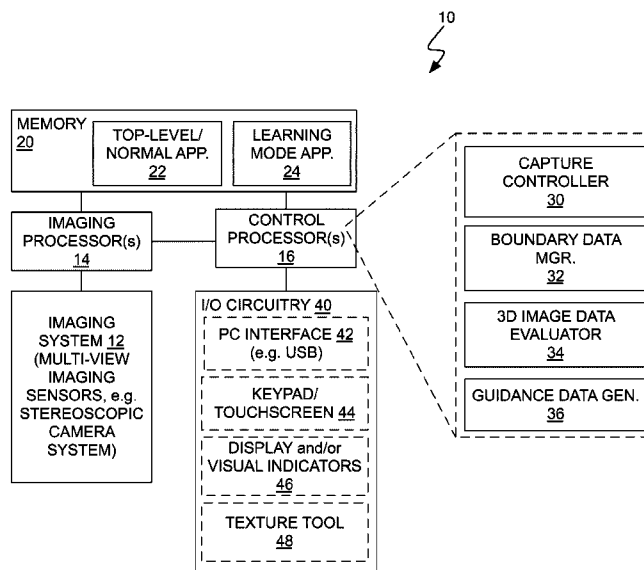 10
MEMORY
20
TOP-LEVEL/
NORMAL APP.
22
LEARNING
MODE APP.
24
IMAGING
PROCESSOR(s)
14
CONTROL
PROCESSOR(s)
16
IMAGING
SYSTEM 12
(MULTI-VIEW
IMAGING
SENSORS, e.g.
STEREOSCOPIC
CAMERA
SYSTEM)
I/O CIRCUITRY 40
PC INTERFACE 42
(e.g. USB)
KEYPAD/
TOUCHSCREEN 44
DISPLAY and/or
VISUAL INDICATORS
46
TEXTURE TOOL
48
CAPTURE
CONTROLLER
30
BOUNDARY DATA
MGR.
32
3D IMAGE DATA
EVALUATOR
34
GUIDANCE DATA GEN.
36